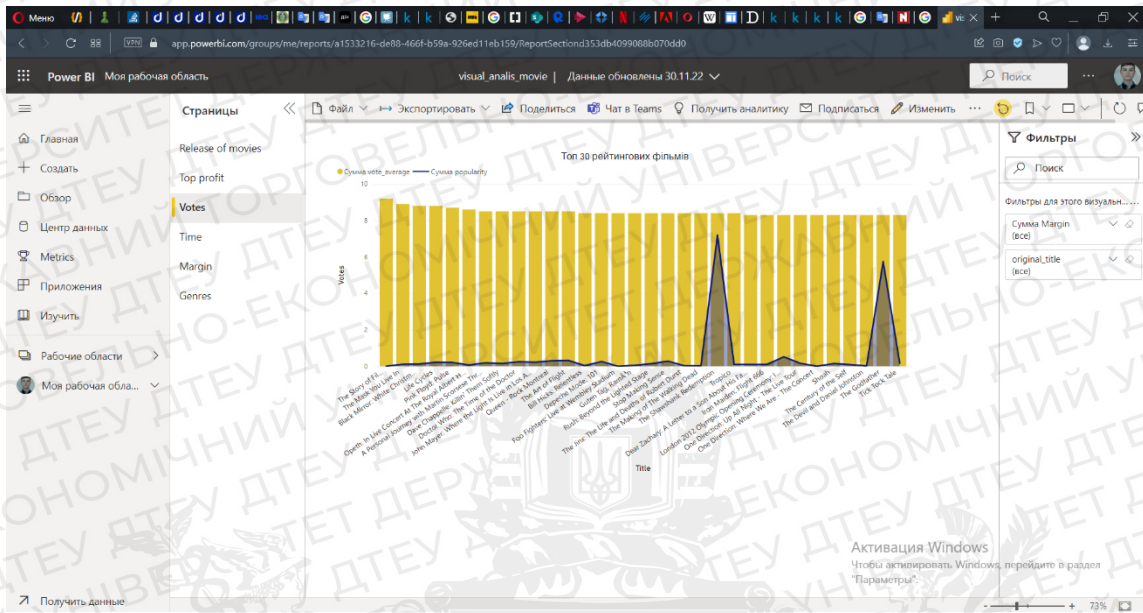 Меню
VPN app.powerbi.com/groups/me/reports/a1533216-de88-466f-b59a-926ed11eb159/ReportSectiond353db4099088b070dd0
Power BI Моя рабочая область
visual_analis_movie | Данные обновлены 30.11.22
Поиск
Главная
Создать
Обзор
Центр данных
Metrics
Приложения
Изучить
Рабочие области
Моя рабочая обла...
Получить данные
Страницы
Release of movies
Top profit
Votes
Time
Margin
Genres
Файл Экспортировать Поделиться Чат в Teams Получить аналитику Подписаться Изменить ...
Топ 30 рейтингових фільмів
Сумма vote_average Сумма popularity
10
8
6
4
2
0
Votes
The Story of Fil...
The Mask You Live In
Black Mirror: White Christm...
Life Cycles
Pink Floyd: Pulse
Opeth: In Live Concert At The Royal Albert H...
A Personal Journey with Martin Scorsese Thr...
Dave Chappelle: Killin' Them Softly
Doctor Who: The Time of the Doctor
John Mayer: Where the Light Is Live in Los A...
Queen - Rock Montreal
The Art of Flight
Bill Hicks: Relentless
Depeche Mode: 101
Foo Fighters: Live at Wembley Stadium
Guten Tag, Ramón
Rush: Beyond the Lighted Stage
Stop Making Sense
The Jinx: The Life and Deaths of Robert Durst
The Making of The Walking Dead
The Shawshank Redemption
Tropico
Dear Zachary: A Letter to a Son About His Fa...
Iron Maiden: Flight 666
London 2012 Olympic Opening Ceremony: I...
One Direction: Up All Night - The Live Tour
One Direction: Where We Are - The Concert
Shoah
The Century of the Self
The Devil and Daniel Johnson
The Godfather
Tick Tock Tale
Title
Фильтры
Поиск
Фильтры для этого визуальн...
Сумма Margin
(все)
original_title
(все)
Активация Windows
Чтобы активировать Windows, перейдите в раздел
"Параметры".
73%